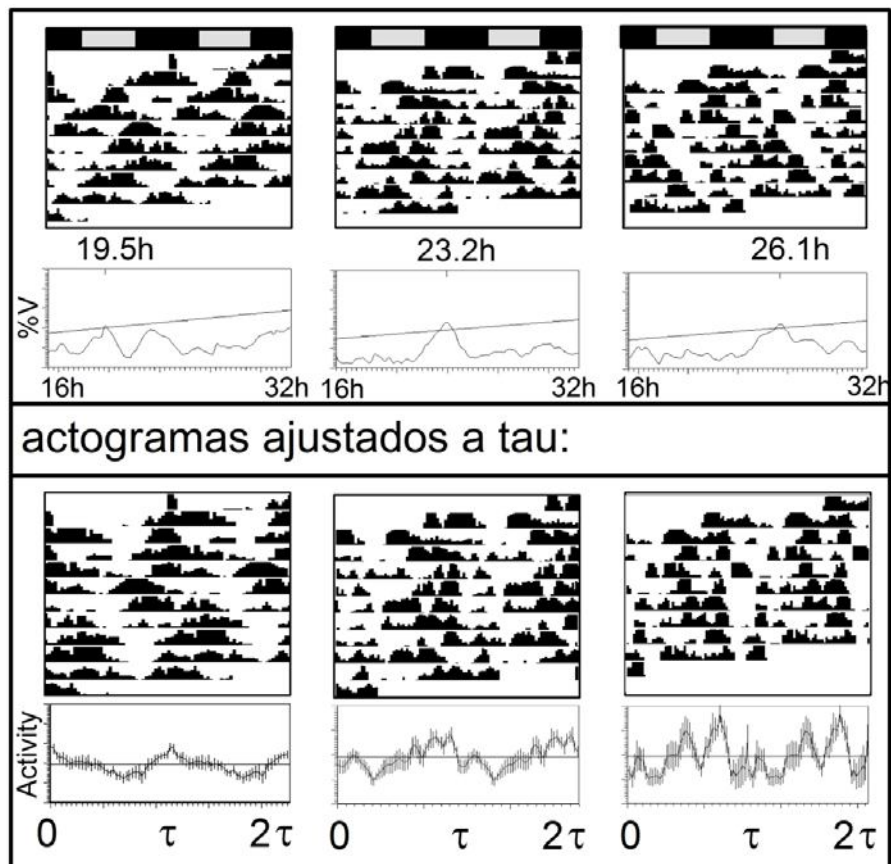 19.5h 23.2h 26.1h
%V
16h 32h 16h 32h 16h 32h
actogramas ajustados a tau:
Activity
0 τ 2τ 0 τ 2τ 0 τ 2τ